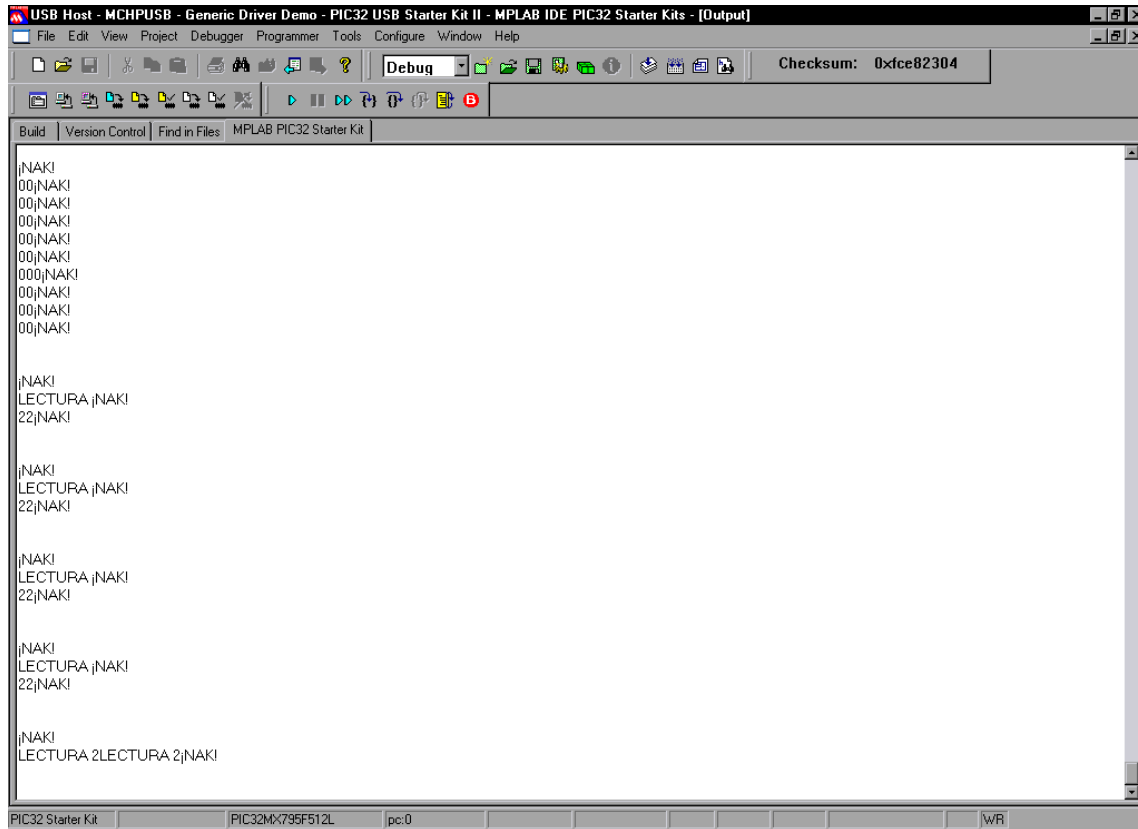 USB Host - MCHPUSB - Generic Driver Demo - PIC32 USB Starter Kit II - MPLAB IDE PIC32 Starter Kits - [Output]
File Edit View Project Debugger Programmer Tools Configure Window Help
Debug
Checksum: 0xfce82304
Build Version Control Find in Files MPLAB PIC32 Starter Kit
¡NAK!
00¡NAK!
00¡NAK!
00¡NAK!
00¡NAK!
00¡NAK!
000¡NAK!
00¡NAK!
00¡NAK!
00¡NAK!
¡NAK!
LECTURA ¡NAK!
22¡NAK!
¡NAK!
LECTURA ¡NAK!
22¡NAK!
¡NAK!
LECTURA ¡NAK!
22¡NAK!
¡NAK!
LECTURA ¡NAK!
22¡NAK!
¡NAK!
LECTURA 2LECTURA 2¡NAK!
PIC32 Starter Kit PIC32MX795F512L pc:0 WR